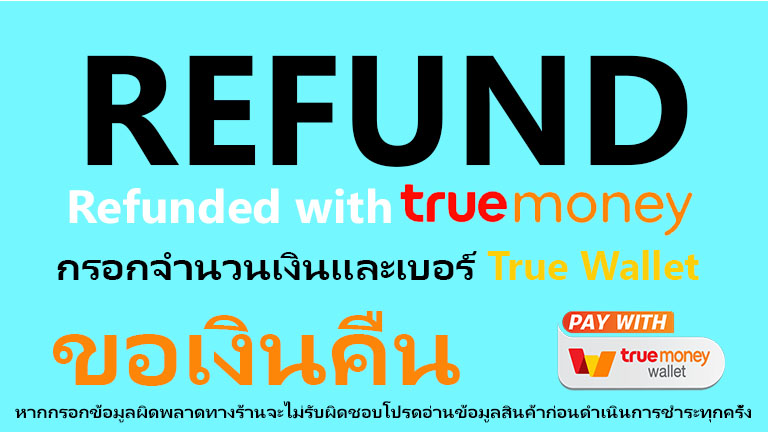 REFUND
Refunded with truemoney
กรอกจำนวนเงินและเบอร์ True Wallet
ขอเงินคืน
PAY WITH
truemoney
wallet
หากกรอกข้อมูลผิดพลาดทางร้านจะไม่รับผิดชอบโปรดอ่านข้อมูลสินค้าก่อนดำเนินการชำระทุกครั้ง